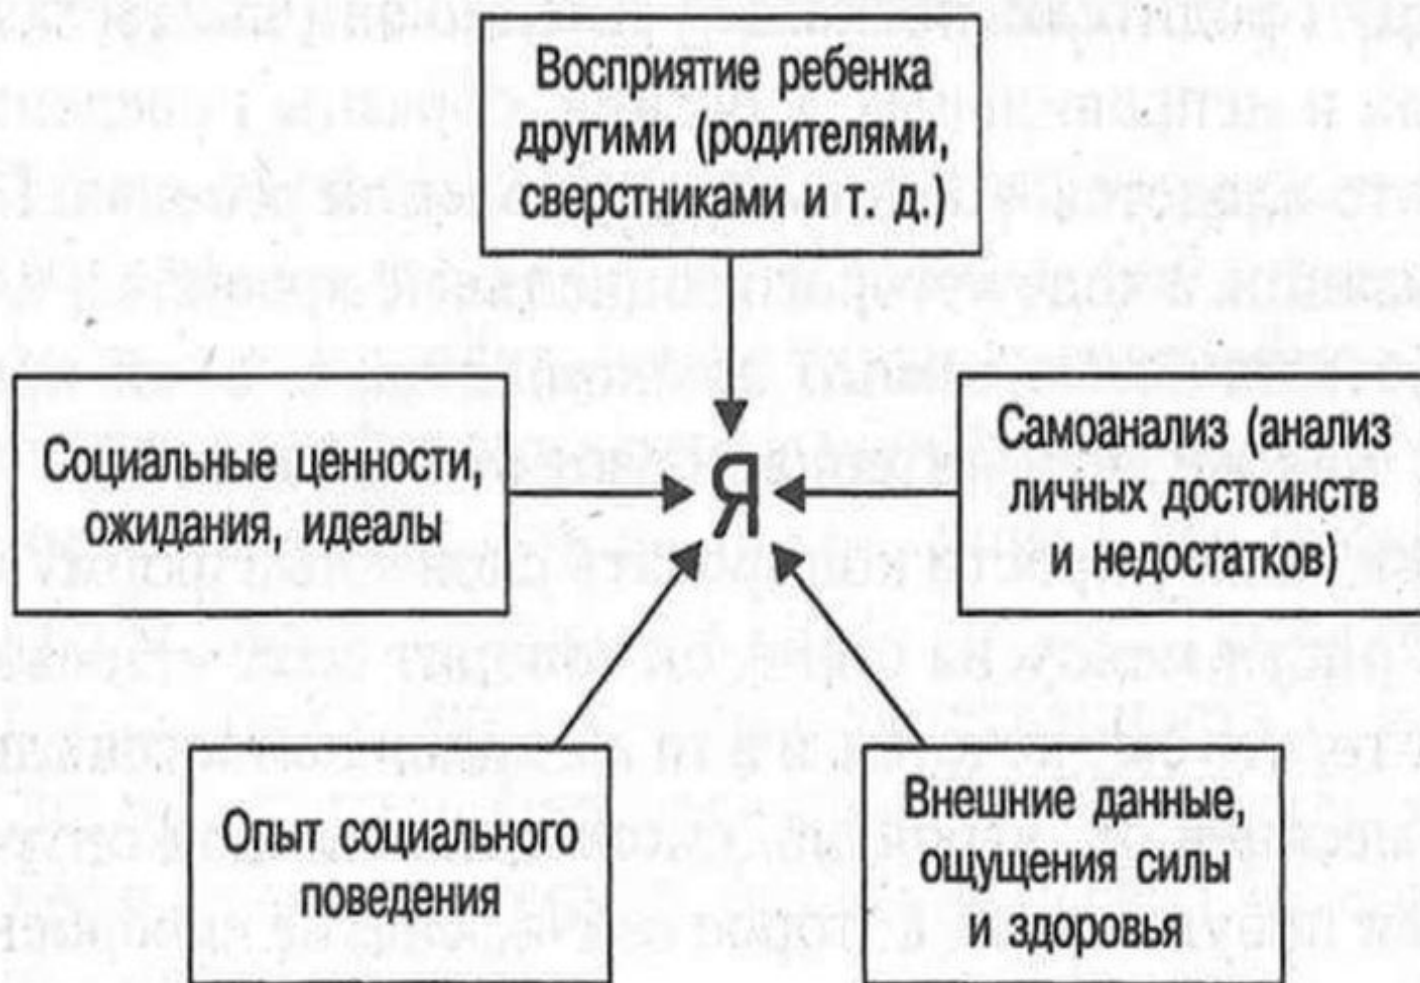 Восприятие ребенка
другими (родителями,
сверстниками и т. д.)
Социальные ценности,
ожидания, идеалы
Я
Самоанализ (анализ
личных достоинств
и недостатков)
Опыт социального
поведения
Внешние данные,
ощущения силы
и здоровья